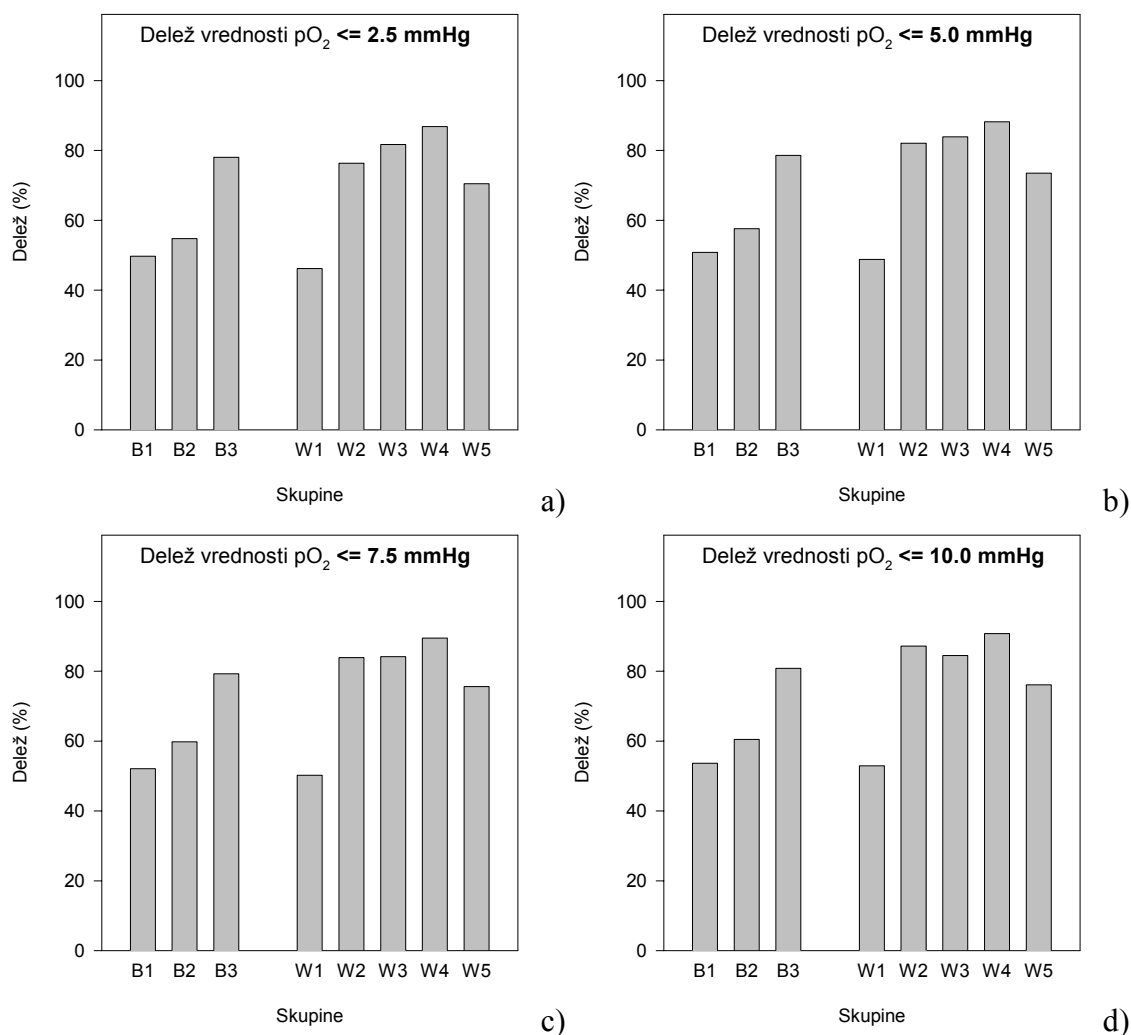 Delež vrednosti pO2 <= 2.5 mmHg
100
80
60
40
20
0
Delež (%)
B1 B2 B3 W1 W2 W3 W4 W5
Skupine
a)
Delež vrednosti pO2 <= 5.0 mmHg
100
80
60
40
20
0
Delež (%)
B1 B2 B3 W1 W2 W3 W4 W5
Skupine
b)
Delež vrednosti pO2 <= 7.5 mmHg
100
80
60
40
20
0
Delež (%)
B1 B2 B3 W1 W2 W3 W4 W5
Skupine
c)
Delež vrednosti pO2 <= 10.0 mmHg
100
80
60
40
20
0
Delež (%)
B1 B2 B3 W1 W2 W3 W4 W5
Skupine
d)